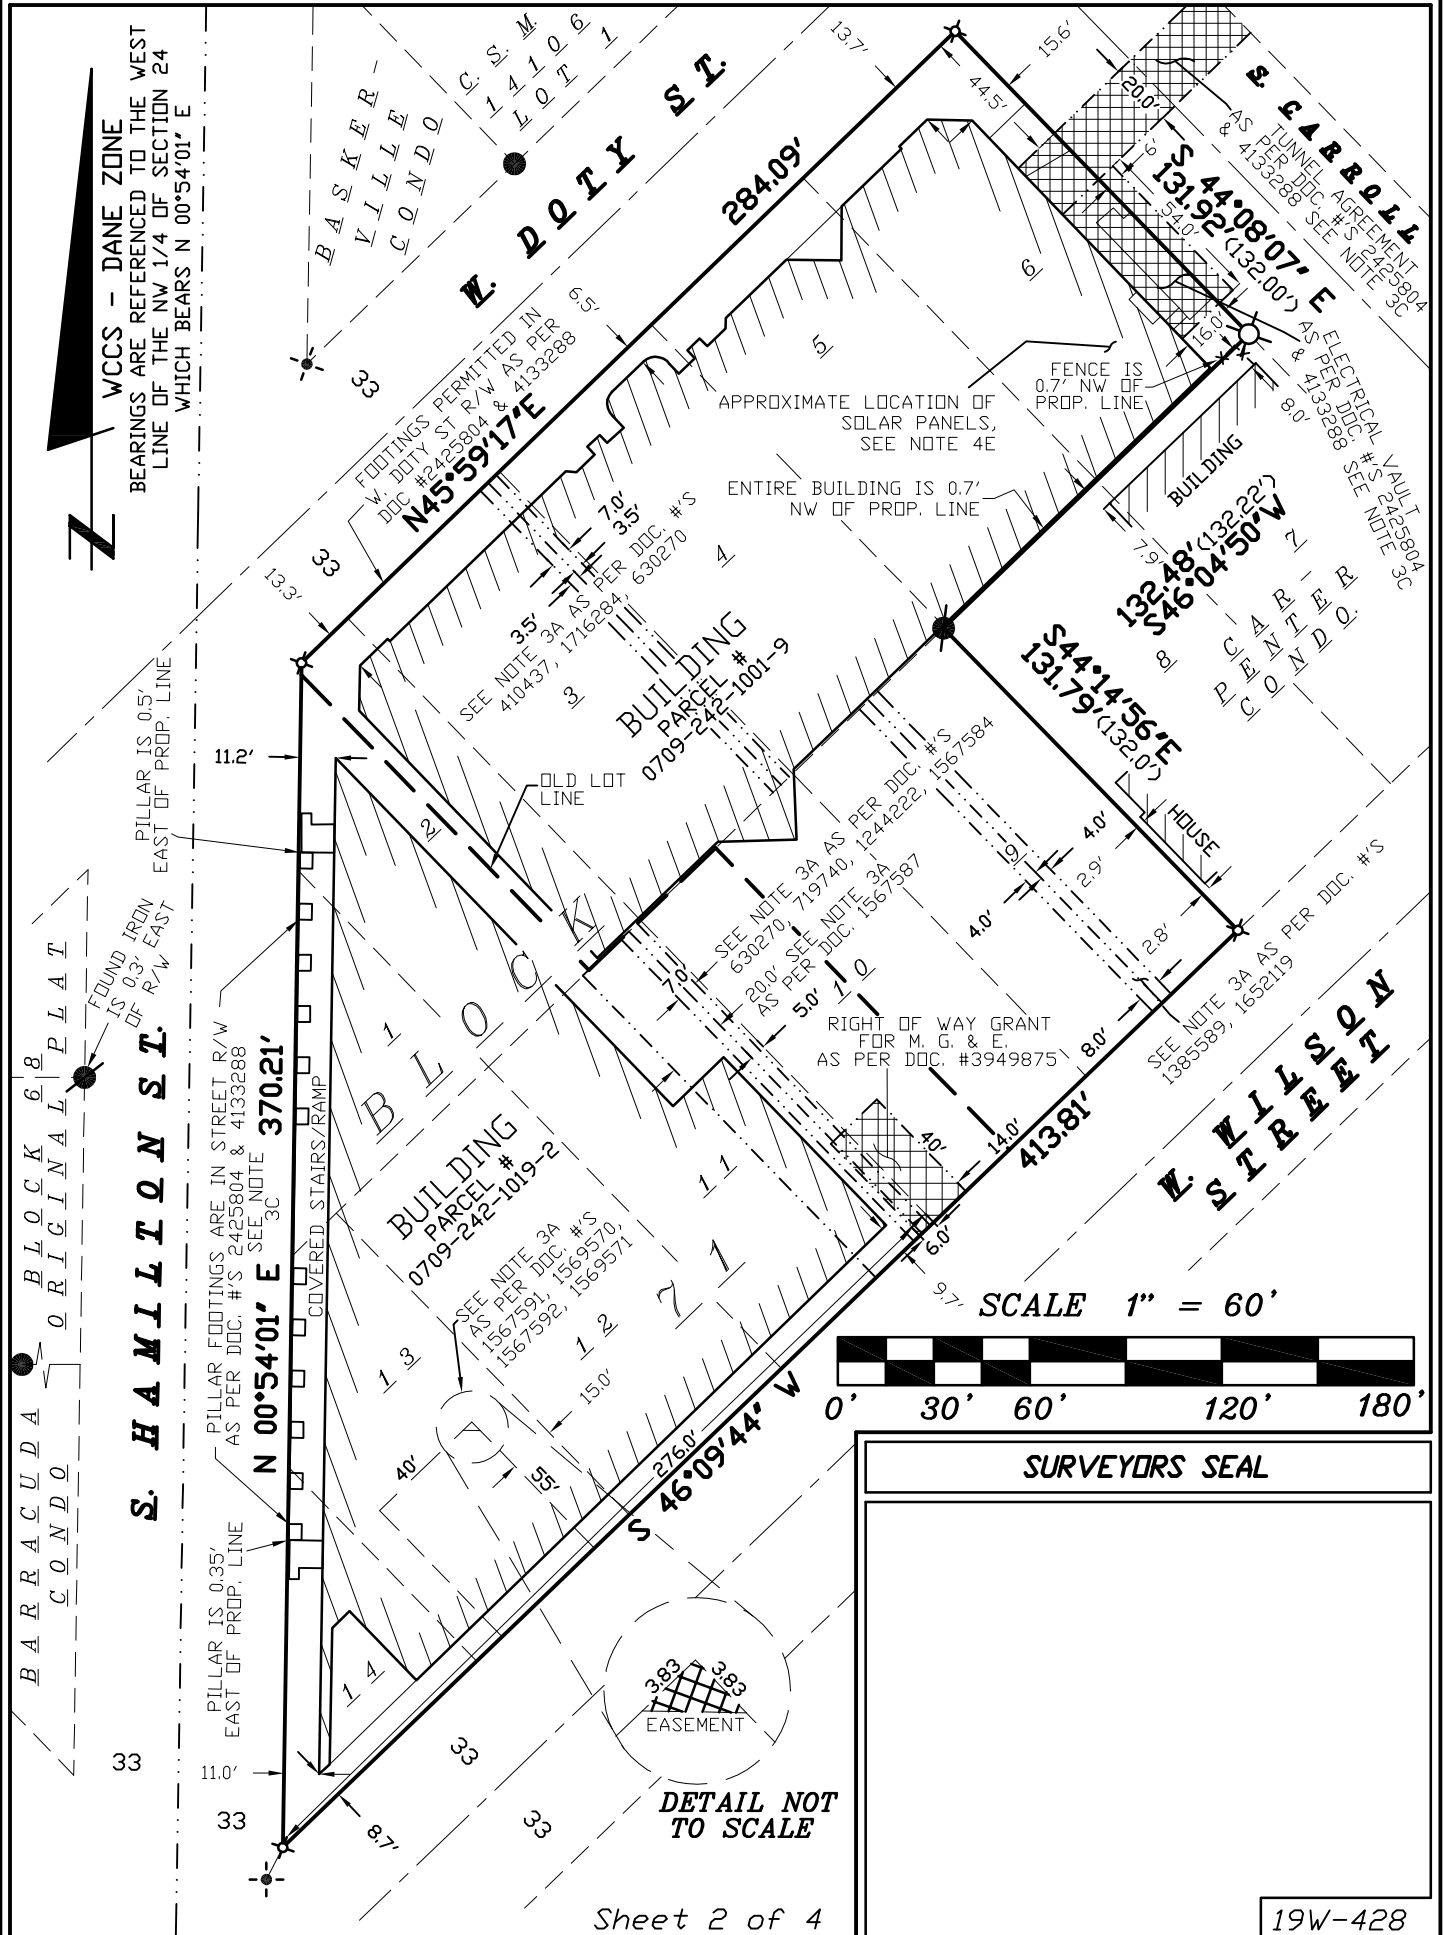 WCCS - DANE ZONE
BEARINGS ARE REFERENCED TO THE WEST
LINE OF THE NW 1/4 OF SECTION 24
WHICH BEARS N 00°54'01" E
N
BASKER-
VILLE
CONDO
C. S. M.
14106
LOT 1
W. DOTY ST.
33
33
13.7'
284.09'
44.5'
15.6'
20.0'
S. CARROLL
TUNNEL AGREEMENT
AS PER DOC. #'S 2425804
& 4133288 SEE NOTE 3C
S 44°08'07" E
131.92' (132.00')
.6'
54.0'
16.0'
ELECTRICAL VAULT
AS PER DOC. #'S 2425804
& 4133288 SEE NOTE 3C
8.0'
FOOTINGS PERMITTED IN
W. DOTY ST R/W AS PER
DOC #2425804 & 4133288
6.5'
N45°59'17"E
13.3'
6
5
4
3
APPROXIMATE LOCATION OF
SOLAR PANELS,
SEE NOTE 4E
FENCE IS
0.7' NW OF
PROP. LINE
ENTIRE BUILDING IS 0.7'
NW OF PROP. LINE
BUILDING
7.9'
132.48' (132.22')
S46°04'50"W
7
8
CAR-
PENTER
CONDO.
7.0'
3.5'
3.5'
SEE NOTE 3A AS PER DOC. #'S
410437, 1716284, 630270
BUILDING
PARCEL #
0709-242-1001-9
S44°14'56"E
131.79' (132.0')
HOUSE
4.0'
2.9'
4.0'
2.8'
9
PILLAR IS 0.5'
EAST OF PROP. LINE
11.2'
OLD LOT
LINE
2
SEE NOTE 3A AS PER DOC. #'S
630270, 719740, 1244222, 1567584
20.0' SEE NOTE 3A
AS PER DOC. 1567587
7.0'
5.0'
10
RIGHT OF WAY GRANT
FOR M. G. & E.
AS PER DOC. #3949875
8.0'
SEE NOTE 3A AS PER DOC. #'S
1385589, 1652119
W. WILSON
STREET
FOUND IRON
IS 0.3' EAST
OF R/W
BLOCK 68
ORIGINAL PLAT
BARRACUDA
CONDO
S. HAMILTON ST.
PILLAR FOOTINGS ARE IN STREET R/W
AS PER DOC. #'S 2425804 & 4133288
SEE NOTE
3C
N 00°54'01" E 370.21'
COVERED STAIRS/RAMP
1
BLOCK
71
BUILDING
PARCEL #
0709-242-1019-2
11
40'
14.0'
413.81'
6.0'
9.7'
SEE NOTE 3A
AS PER DOC. #'S
1567591, 1569570,
1567592, 1569571
12
13
15.0'
40'
55'
276.0'
S 46°09'44" W
PILLAR IS 0.35'
EAST OF PROP. LINE
14
11.0'
33
33
8.7'
33
33
3.83
3.83
EASEMENT
DETAIL NOT
TO SCALE
SCALE 1" = 60'
0' 30' 60' 120' 180'
SURVEYORS SEAL
Sheet 2 of 4
19W-428